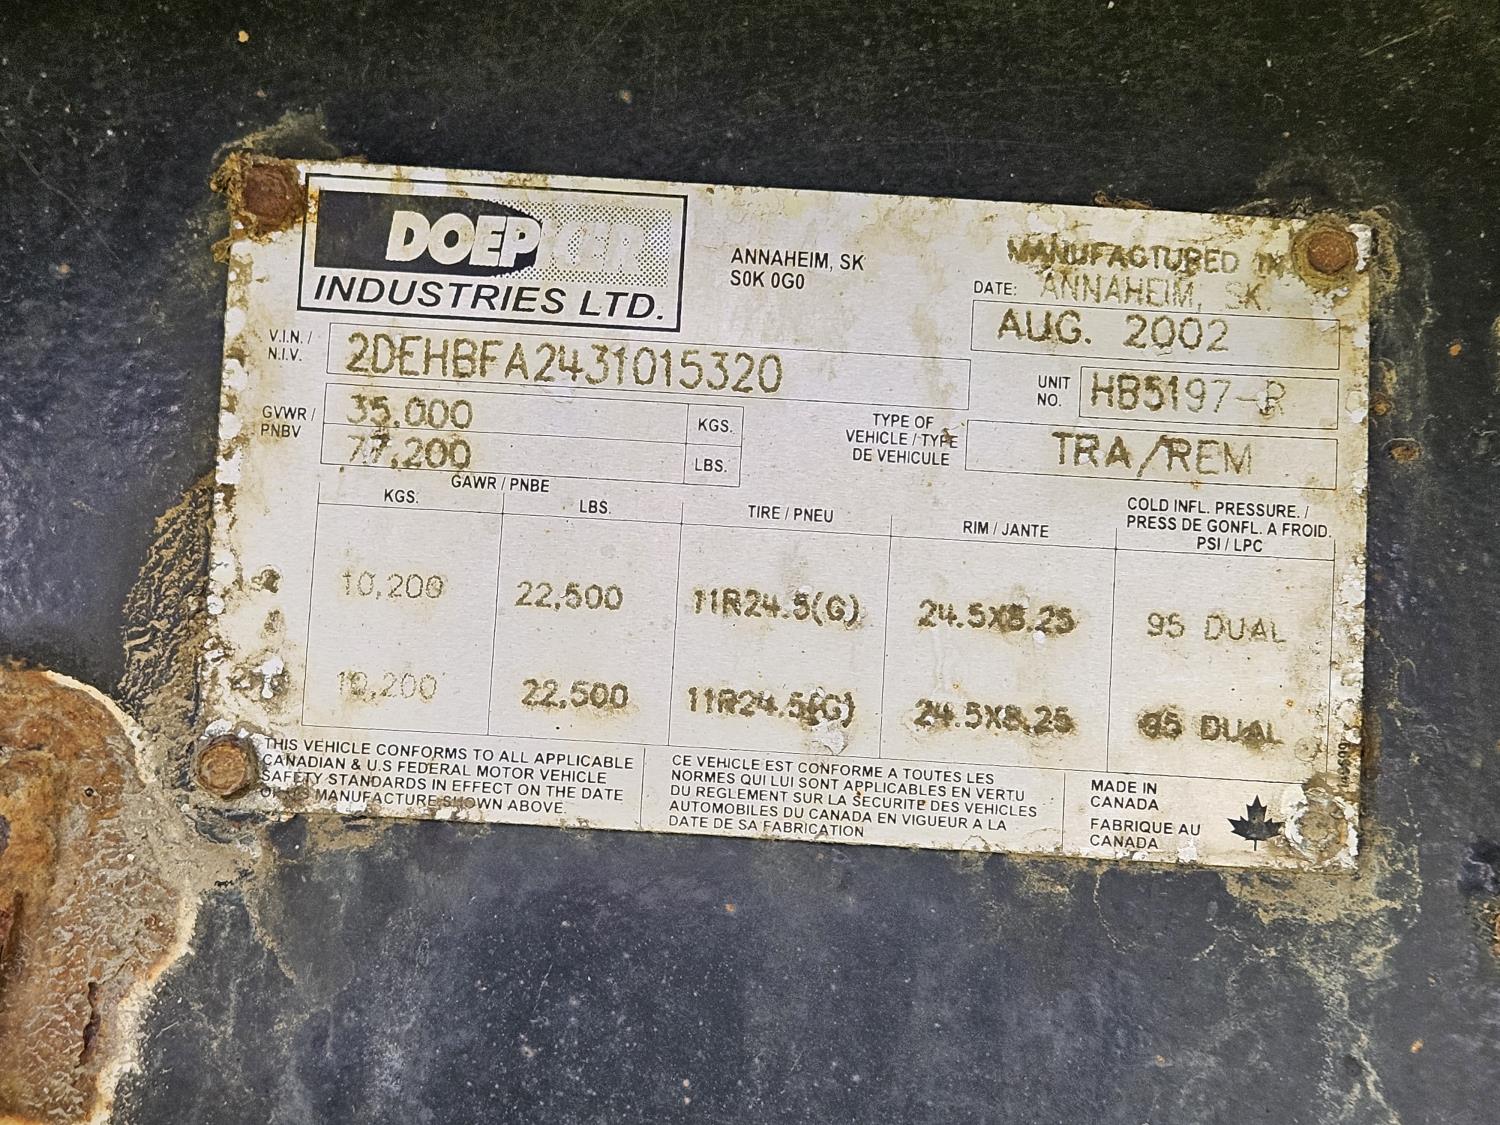 DOEPKER
INDUSTRIES LTD.
ANNAHEIM, SK
S0K 0G0
MANUFACTURED IN
DATE: ANNAHEIM, SK.
AUG. 2002
V.I.N. /
N.I.V.
2DEHBFA2431015320
UNIT
NO.
HB5197-R
GVWR /
PNBV
35,000 KGS.
77,200 LBS.
TYPE OF
VEHICLE / TYPE
DE VEHICULE
TRA/REM
GAWR / PNBE
KGS. LBS. TIRE / PNEU RIM / JANTE
COLD INFL. PRESSURE. /
PRESS DE GONFL. A FROID.
PSI / LPC
10,200 22,500 11R24.5(G) 24.5X8.25 95 DUAL
10,200 22,500 11R24.5(G) 24.5X8.25 95 DUAL
THIS VEHICLE CONFORMS TO ALL APPLICABLE
CANADIAN & U.S FEDERAL MOTOR VEHICLE
SAFETY STANDARDS IN EFFECT ON THE DATE
OF ITS MANUFACTURE SHOWN ABOVE.
CE VEHICLE EST CONFORME A TOUTES LES
NORMES QUI LUI SONT APPLICABLES EN VERTU
DU REGLEMENT SUR LA SECURITE DES VEHICLES
AUTOMOBILES DU CANADA EN VIGUEUR A LA
DATE DE SA FABRICATION
MADE IN
CANADA
FABRIQUE AU
CANADA